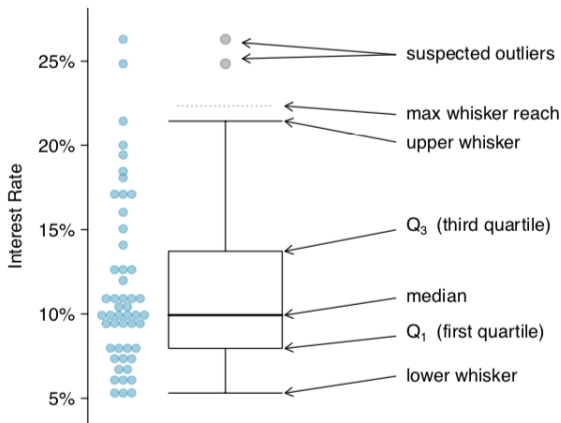 Interest Rate
25%
20%
15%
10%
5%
suspected outliers
max whisker reach
upper whisker
Q3 (third quartile)
median
Q1 (first quartile)
lower whisker